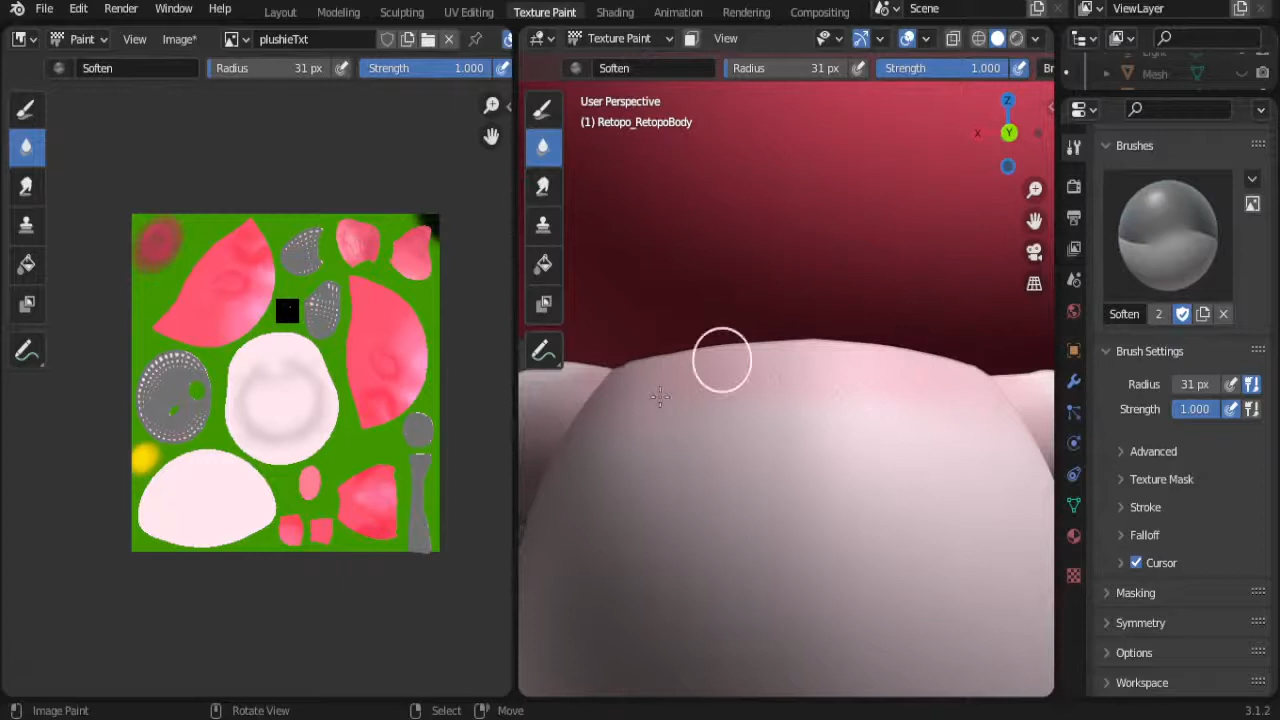 File Edit Render Window Help Layout Modeling Sculpting UV Editing Texture Paint Shading Animation Rendering Compositing Scene ViewLayer
Paint View Image* plushieTxt Texture Paint View
Soften Radius 31 px Strength 1.000 Soften Radius 31 px Strength 1.000 Br
User Perspective
(1) Retopo_RetopoBody
Z
X Y
Mesh
Brushes
Soften 2
Brush Settings
Radius 31 px
Strength 1.000
Advanced
Texture Mask
Stroke
Falloff
Cursor
Masking
Symmetry
Options
Workspace
Image Paint Rotate View Select Move 3.1.2